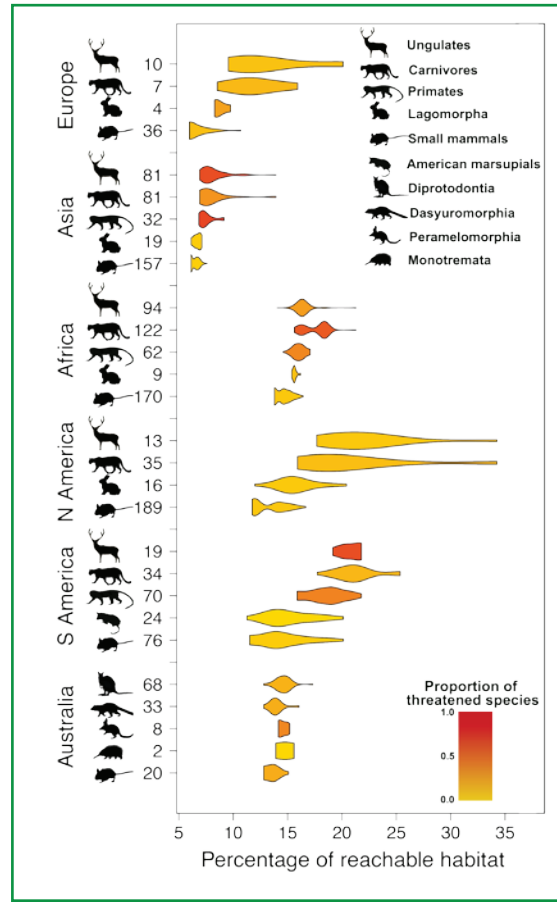 Europe
10
7
4
36
Ungulates
Carnivores
Primates
Lagomorpha
Small mammals
American marsupials
Diprotodontia
Dasyuromorphia
Peramelomorphia
Monotremata
Asia
81
81
32
19
157
Africa
94
122
62
9
170
N America
13
35
16
189
S America
19
34
70
24
76
Australia
68
33
8
2
20
Proportion of
threatened species
1.0
0.5
0.0
5 10 15 20 25 30 35
Percentage of reachable habitat